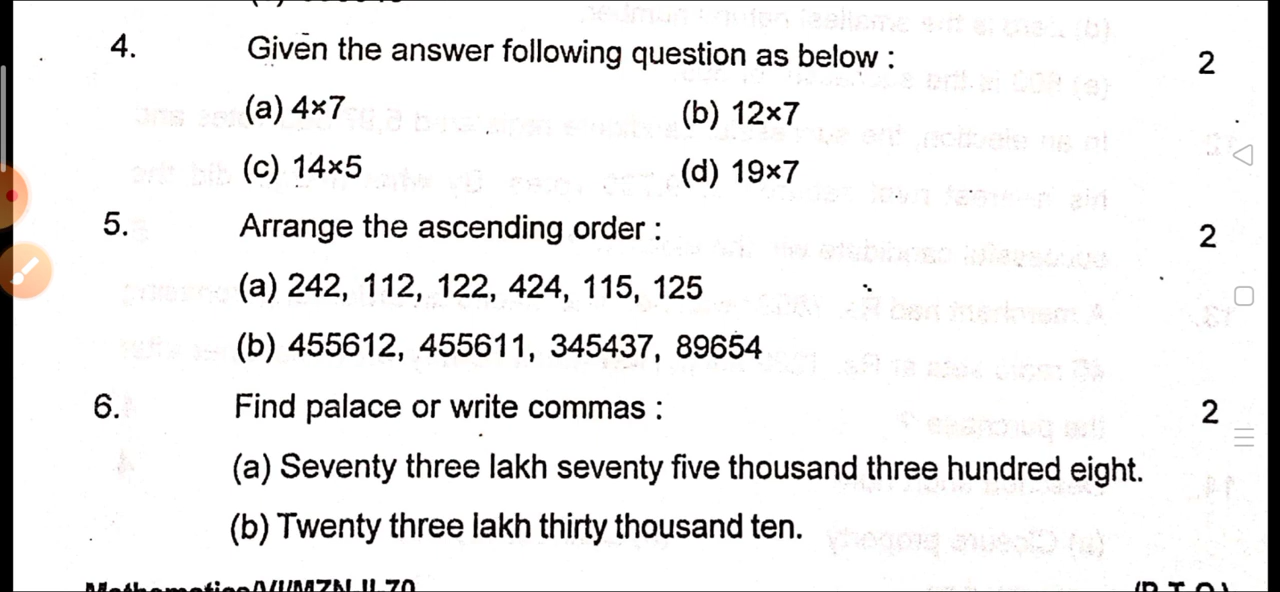 4. Givēn the answer following question as below : 2
(a) 4×7 (b) 12×7
(c) 14×5 (d) 19×7
5. Arrange the ascending order : 2
(a) 242, 112, 122, 424, 115, 125
(b) 455612, 455611, 345437, 89654
6. Find palace or write commas : 2
(a) Seventy three lakh seventy five thousand three hundred eight.
(b) Twenty three lakh thirty thousand ten.